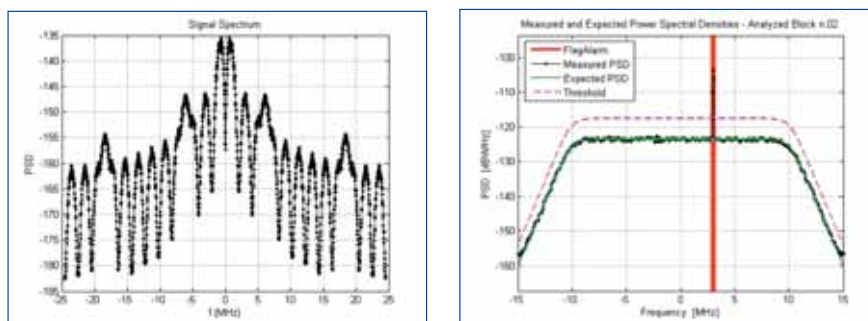 Signal Spectrum
-135
-140
-145
-150
-155
-160
-165
-170
-175
-180
-185
PSD
-25 -20 -15 -10 -5 0 5 10 15 20 25
f (MHz)
Measured and Expected Power Spectral Densities - Analyzed Block n.02
FlagAlarm
Measured PSD
Expected PSD
Threshold
-100
-110
-120
-130
-140
-150
-160
PSD [dBW/Hz]
-15 -10 -5 0 5 10 15
Frequency [MHz]